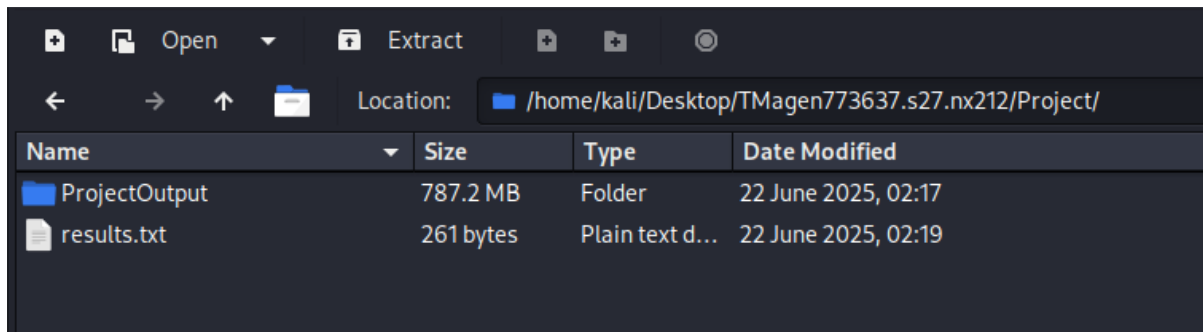 Open Extract
Location: /home/kali/Desktop/TMagen773637.s27.nx212/Project/
Name Size Type Date Modified
ProjectOutput 787.2 MB Folder 22 June 2025, 02:17
results.txt 261 bytes Plain text d... 22 June 2025, 02:19